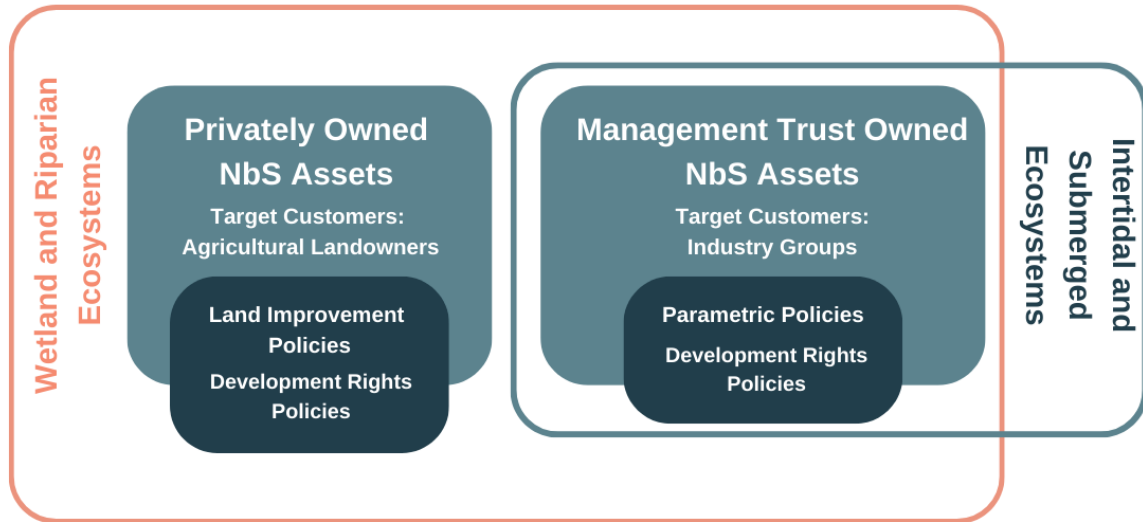 Wetland and Riparian
Ecosystems
Privately Owned
NbS Assets
Target Customers:
Agricultural Landowners
Land Improvement
Policies
Development Rights
Policies
Management Trust Owned
NbS Assets
Target Customers:
Industry Groups
Parametric Policies
Development Rights
Policies
Intertidal and
Submerged
Ecosystems